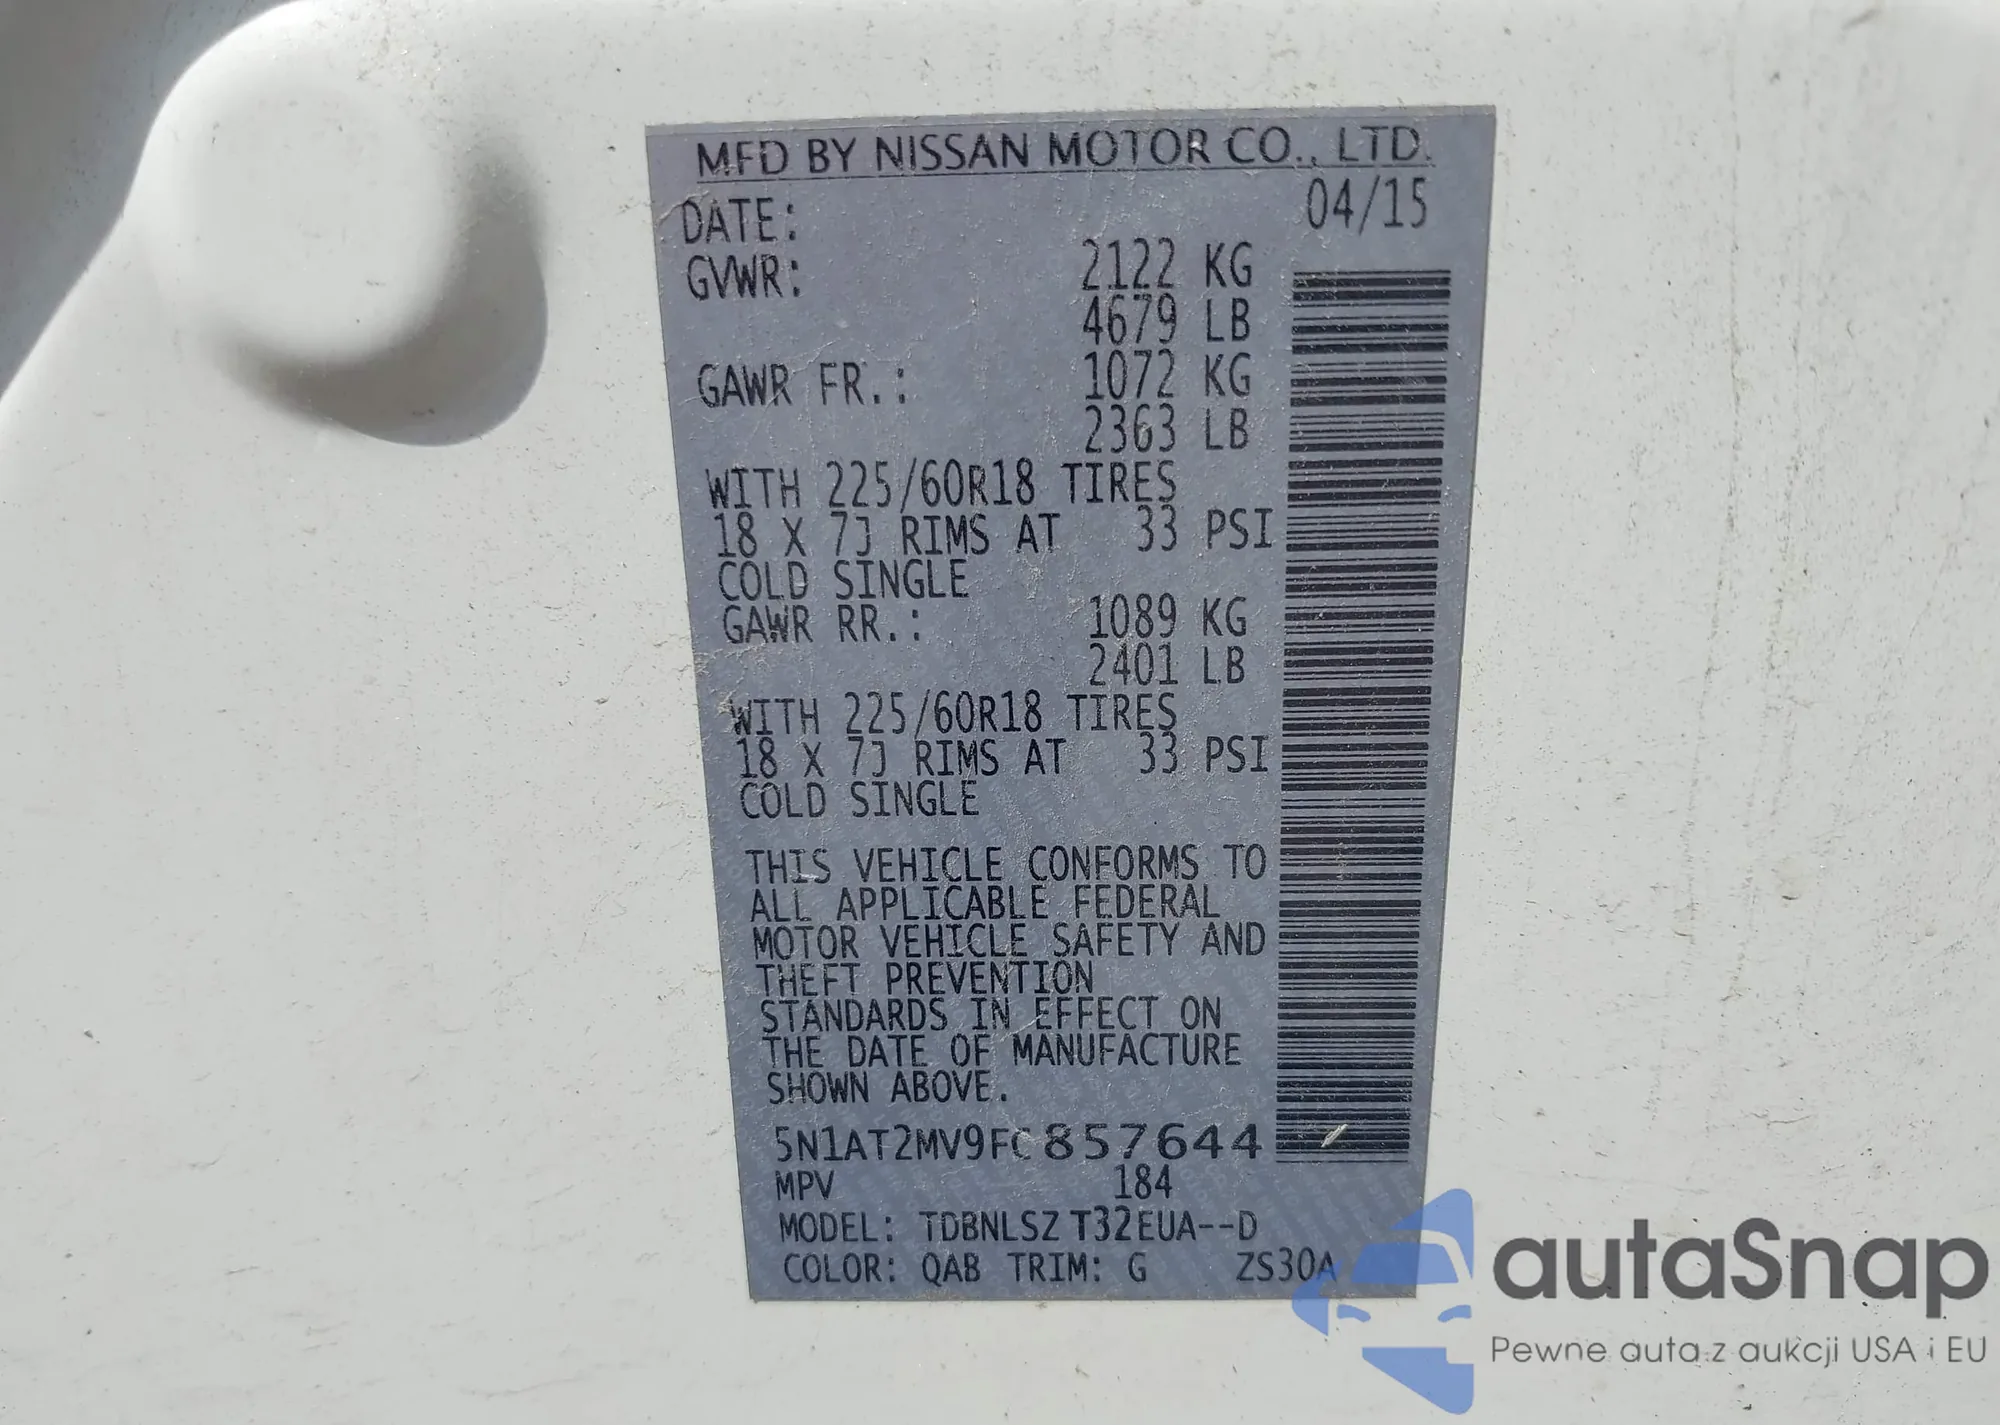 MFD BY NISSAN MOTOR CO., LTD.
DATE: 04/15
GVWR: 2122 KG
4679 LB
GAWR FR.: 1072 KG
2363 LB
WITH 225/60R18 TIRES
18 X 7J RIMS AT 33 PSI
COLD SINGLE
GAWR RR.: 1089 KG
2401 LB
WITH 225/60R18 TIRES
18 X 7J RIMS AT 33 PSI
COLD SINGLE
THIS VEHICLE CONFORMS TO
ALL APPLICABLE FEDERAL
MOTOR VEHICLE SAFETY AND
THEFT PREVENTION
STANDARDS IN EFFECT ON
THE DATE OF MANUFACTURE
SHOWN ABOVE.
5N1AT2MV9FC857644
MPV 184
MODEL: TDBNLSZ T32EUA--D
COLOR: QAB TRIM: G ZS30A
autaSnap
Pewne auta z aukcji USA i EU